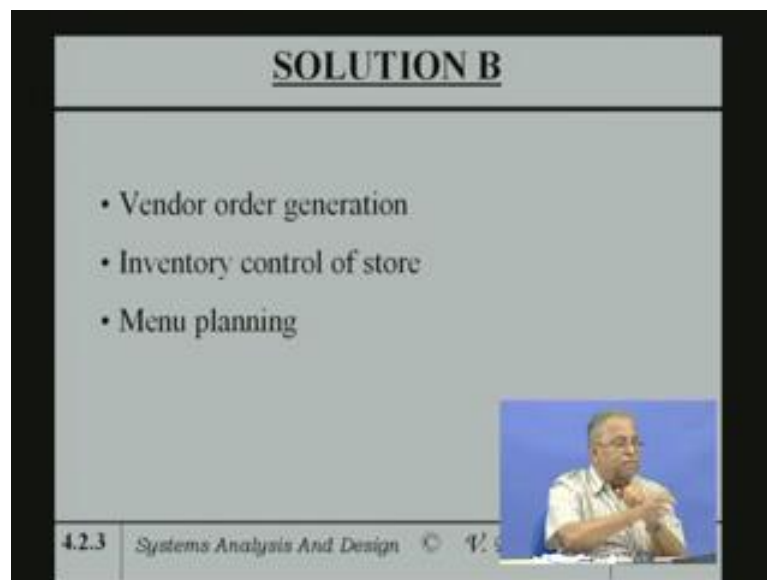 SOLUTION B
• Vendor order generation
• Inventory control of store
• Menu planning
4.2.3 Systems Analysis And Design © V.